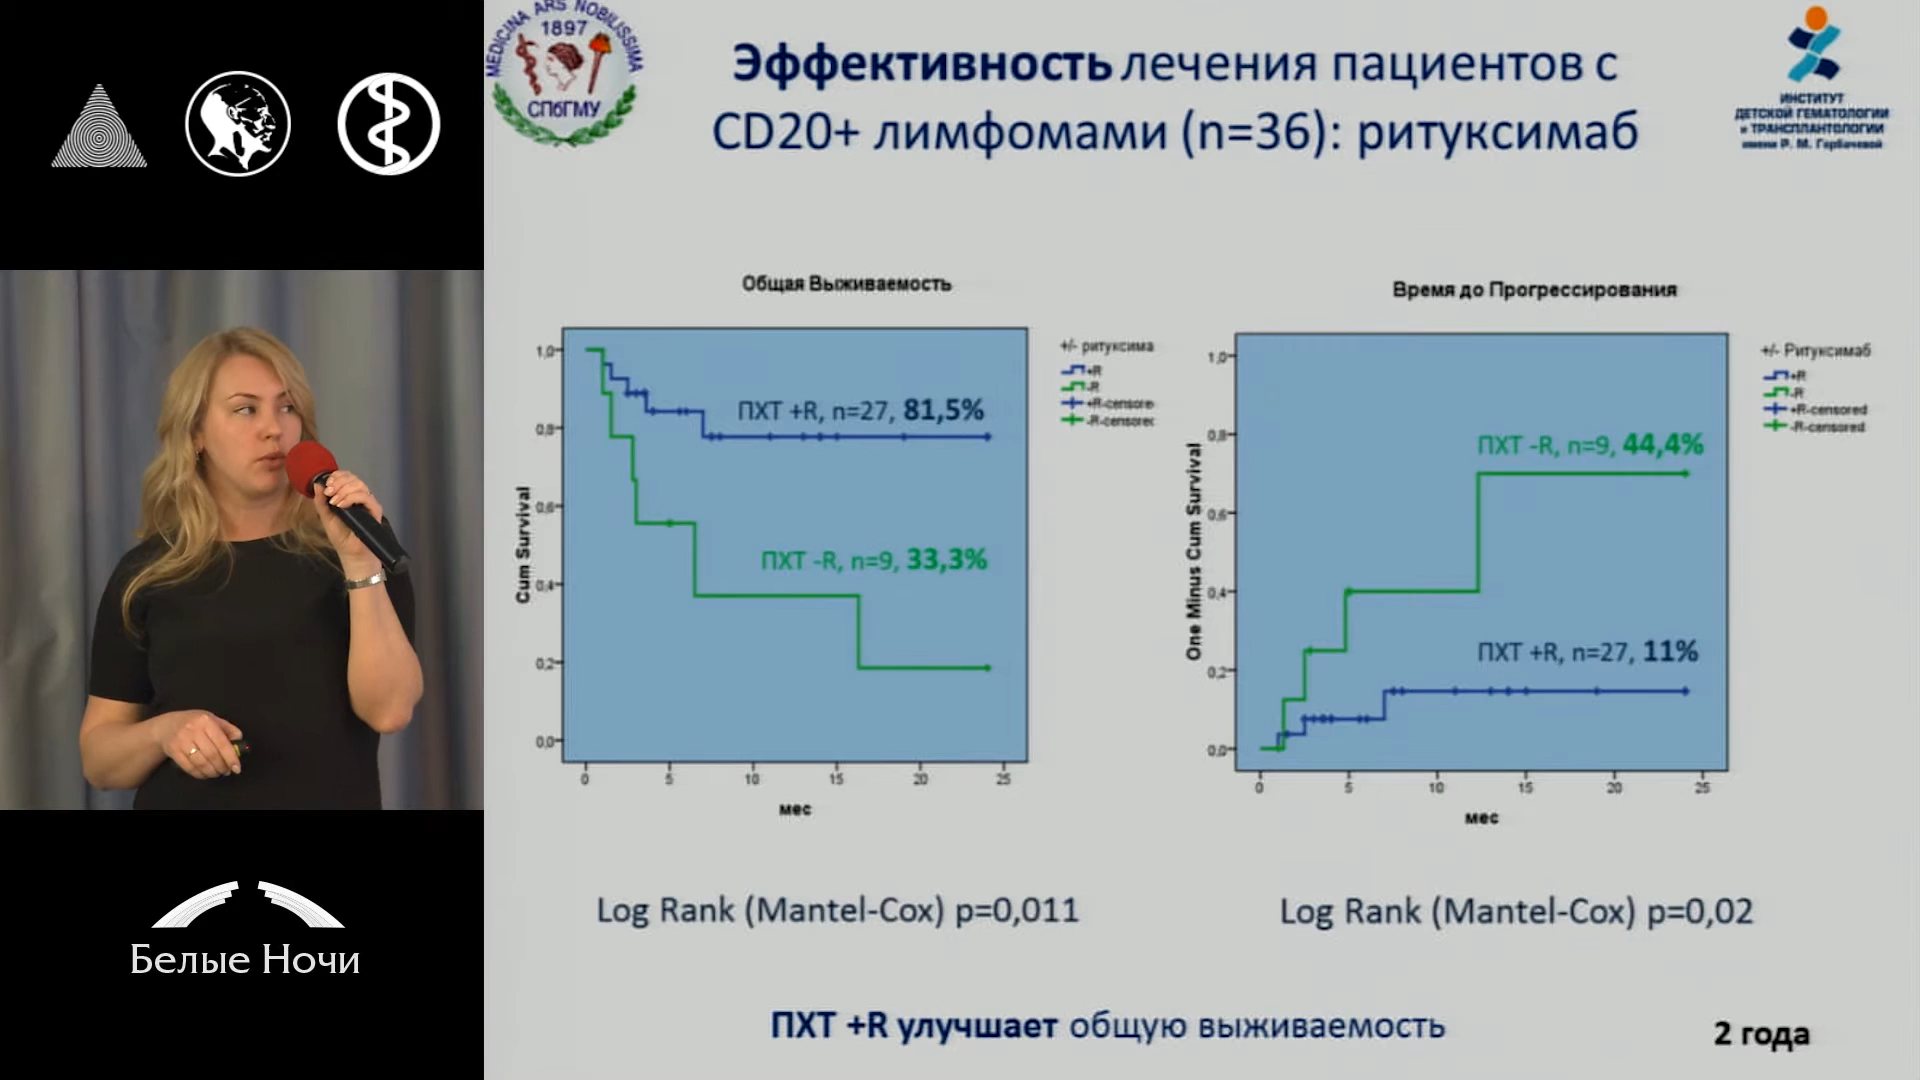 MEDICINA ARS NOBILISSIMA
1897
СПбГМУ
Эффективность лечения пациентов с
CD20+ лимфомами (n=36): ритуксимаб
ИНСТИТУТ
ДЕТСКОЙ ГЕМАТОЛОГИИ
и ТРАНСПЛАНТОЛОГИИ
имени Р. М. Горбачевой
Общая Выживаемость
Cum Survival
1,0
0,8
0,6
0,4
0,2
0,0
ПХТ +R, n=27, 81,5%
ПХТ -R, n=9, 33,3%
0 5 10 15 20 25
мес
+/- ритуксима
+R
-R
+R-censore
-R-censorec
Log Rank (Mantel-Cox) p=0,011
Время до Прогрессирования
One Minus Cum Survival
1,0
0,8
0,6
0,4
0,2
0,0
ПХТ -R, n=9, 44,4%
ПХТ +R, n=27, 11%
0 5 10 15 20 25
мес
+/- Ритуксимаб
+R
-R
+R-censored
-R-censored
Log Rank (Mantel-Cox) p=0,02
ПХТ +R улучшает общую выживаемость
2 года
Белые Ночи